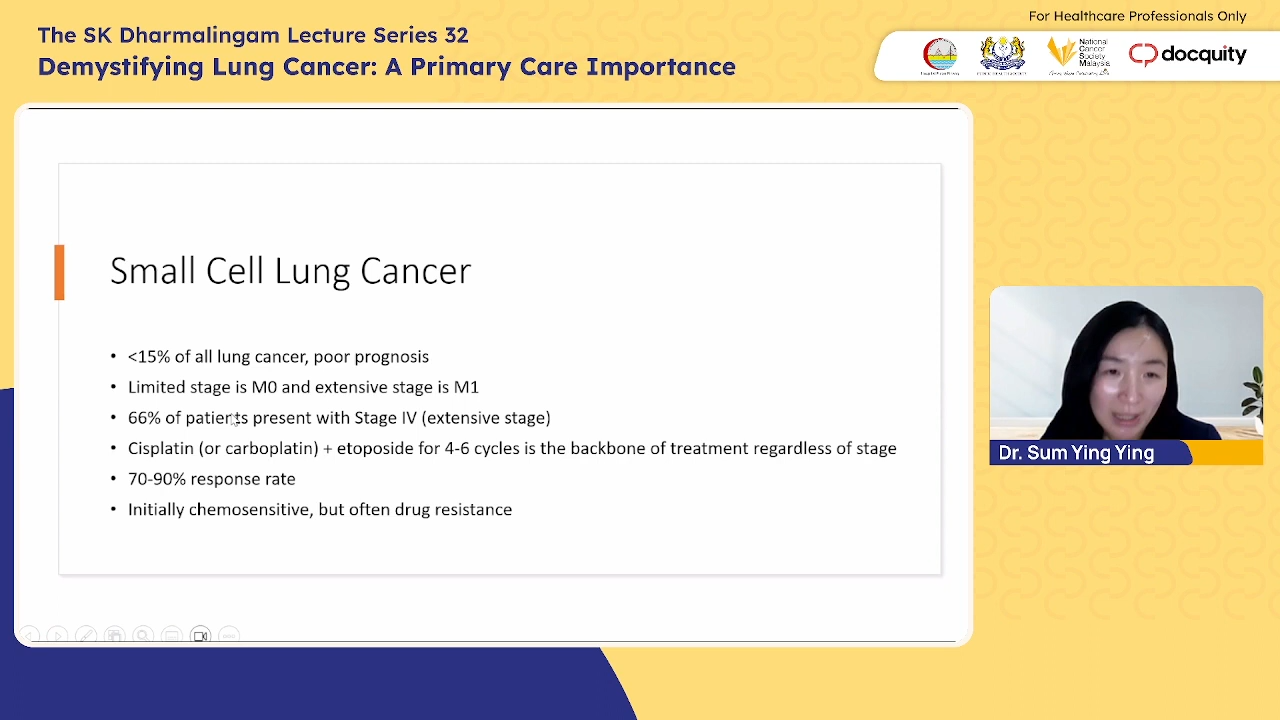 For Healthcare Professionals Only
The SK Dharmalingam Lecture Series 32
Demystifying Lung Cancer: A Primary Care Importance
National
Cancer
Society
Malaysia
docquity
Small Cell Lung Cancer
• <15% of all lung cancer, poor prognosis
• Limited stage is M0 and extensive stage is M1
• 66% of patients present with Stage IV (extensive stage)
• Cisplatin (or carboplatin) + etoposide for 4-6 cycles is the backbone of treatment regardless of stage
• 70-90% response rate
• Initially chemosensitive, but often drug resistance
Dr. Sum Ying Ying